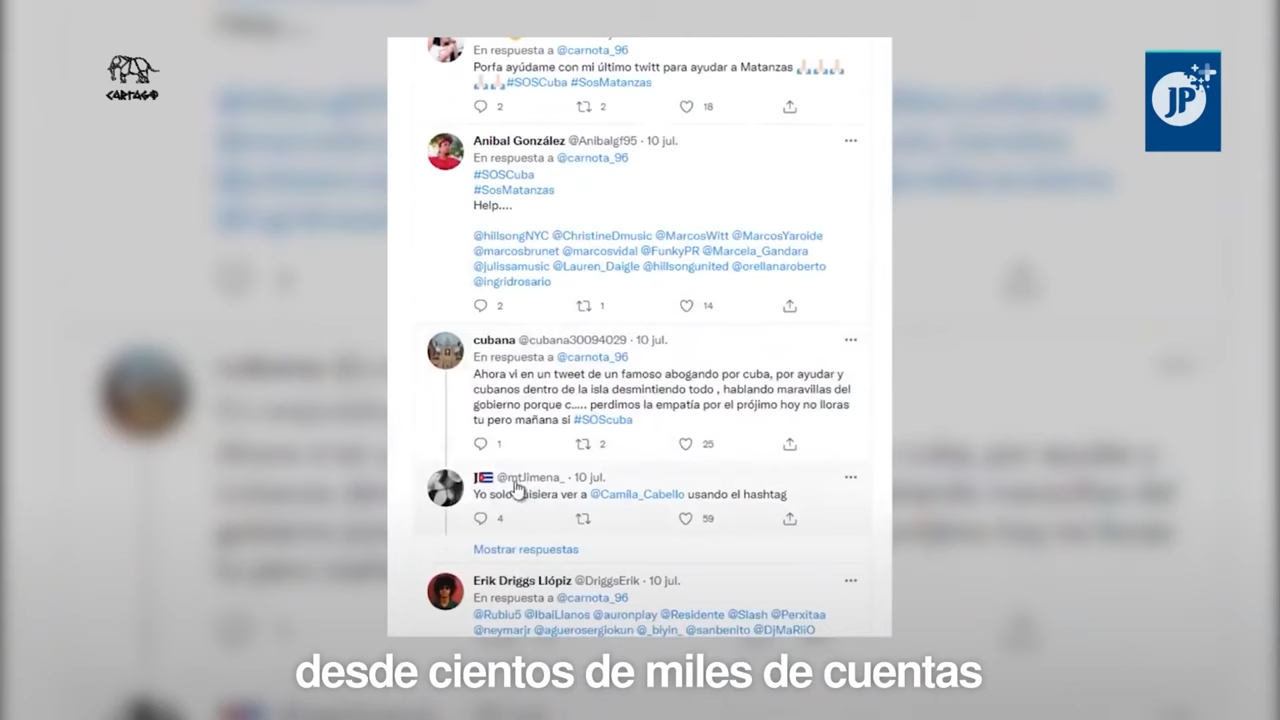 En respuesta a @carnota_96
Porfa ayúdame con mi último twitt para ayudar a Matanzas 🙏🏻🙏🏻🙏🏻
🙏🏻🙏🏻#SOSCuba #SosMatanzas
2 2 18
Anibal González @Anibalgf95 · 10 jul.
En respuesta a @carnota_96
#SOSCuba
#SosMatanzas
Help....
@hillsongNYC @ChristineDmusic @MarcosWitt @MarcosYaroide
@marcosbrunet @marcosvidal @FunkyPR @Marcela_Gandara
@julissamusic @Lauren_Daigle @hillsongunited @orellanaroberto
@ingridrosario
2 1 14
cubana @cubana30094029 · 10 jul.
En respuesta a @carnota_96
Ahora vi en un tweet de un famoso abogando por cuba, por ayudar y
cubanos dentro de la isla desmintiendo todo , hablando maravillas del
gobierno porque c..... perdimos la empatía por el prójimo hoy no lloras
tu pero mañana si #SOScuba
1 2 25
J🇨🇺 @mtJimena_ · 10 jul.
Yo solo quisiera ver a @Camila_Cabello usando el hashtag
4 59
Mostrar respuestas
Erik Driggs Llópiz @DriggsErik · 10 jul.
En respuesta a @carnota_96
@Rubiu5 @IbaiLlanos @auronplay @Residente @Slash @Perxitaa
@neymarjr @aguerosergiokun @_biyin_ @sanbenito @DjMaRiiO
CARTAGO
JP
desde cientos de miles de cuentas